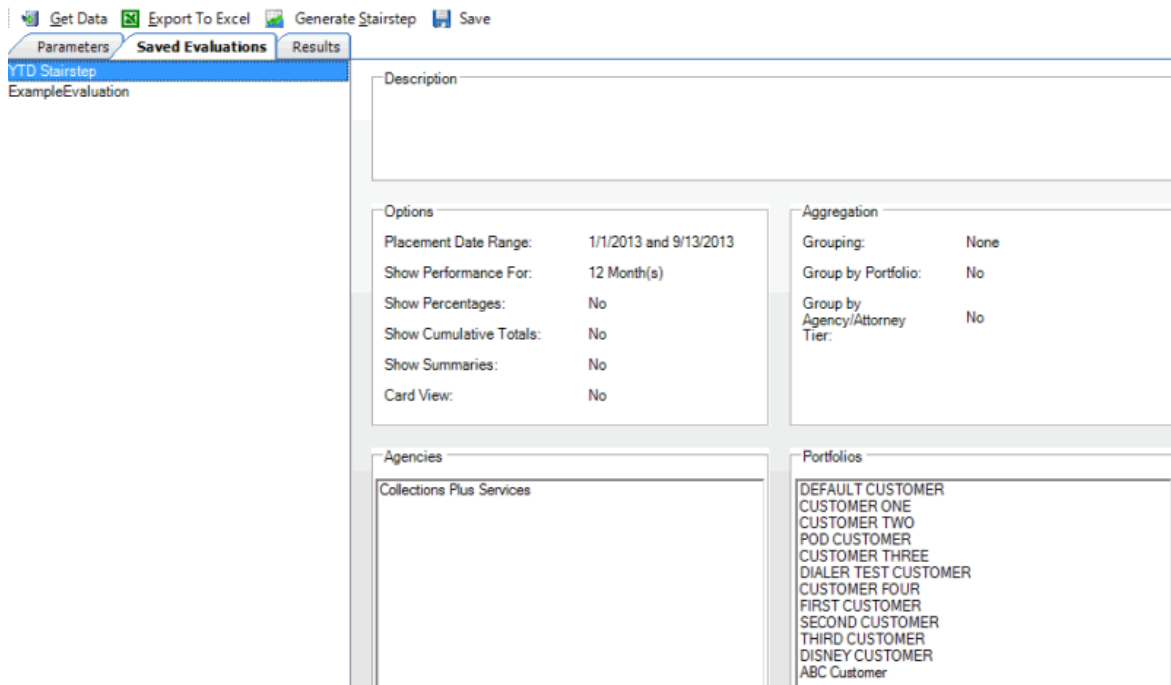 Get Data Export To Excel Generate Stairstep Save
Parameters Saved Evaluations Results
YTD Stairstep
ExampleEvaluation
Description
Options
Placement Date Range: 1/1/2013 and 9/13/2013
Show Performance For: 12 Month(s)
Show Percentages: No
Show Cumulative Totals: No
Show Summaries: No
Card View: No
Aggregation
Grouping: None
Group by Portfolio: No
Group by
Agency/Attorney No
Tier:
Agencies
Collections Plus Services
Portfolios
DEFAULT CUSTOMER
CUSTOMER ONE
CUSTOMER TWO
POD CUSTOMER
CUSTOMER THREE
DIALER TEST CUSTOMER
CUSTOMER FOUR
FIRST CUSTOMER
SECOND CUSTOMER
THIRD CUSTOMER
DISNEY CUSTOMER
ABC Customer